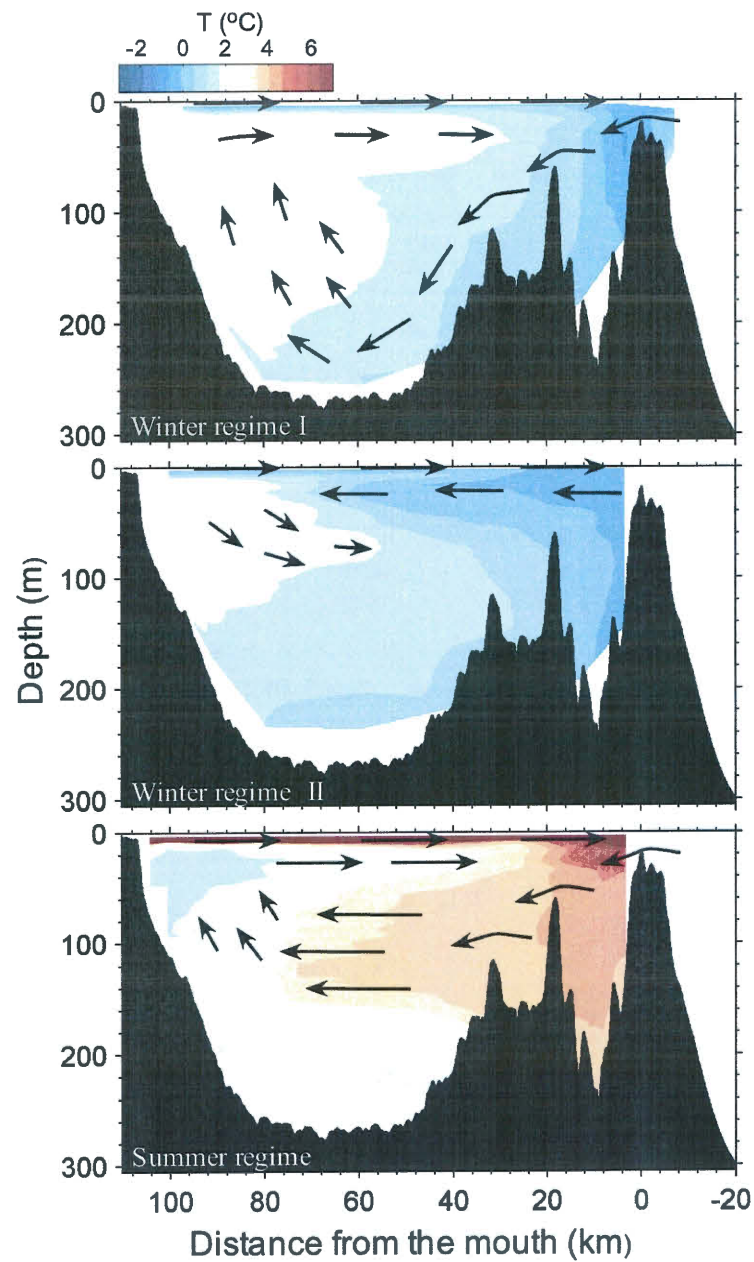 T (ºC)
-2 0 2 4 6
0
100
200
300
Winter regime I
0
100
200
300
Winter regime II
Depth (m)
0
100
200
300
Summer regime
100 80 60 40 20 0 -20
Distance from the mouth (km)